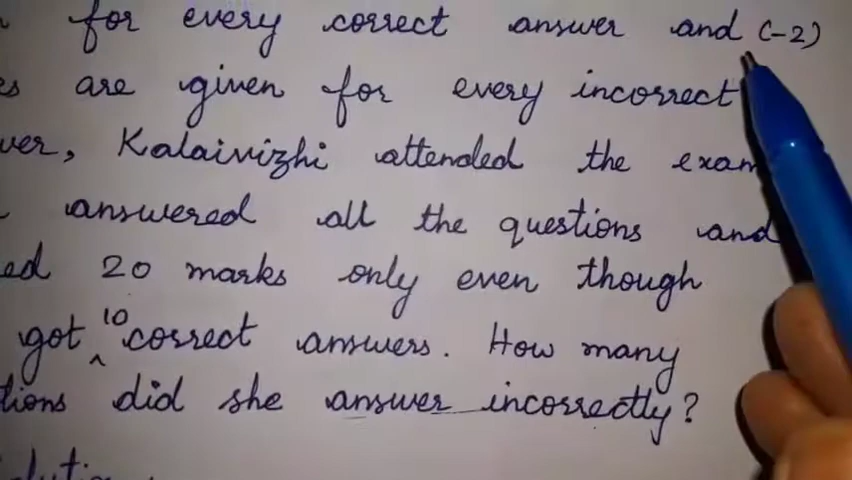 for every correct answer and (-2)
are given for every incorrect
Kalaivizhi attended the exam
answered all the questions and
20 marks only even though
got 10 correct answers. How many
did she answer incorrectly?